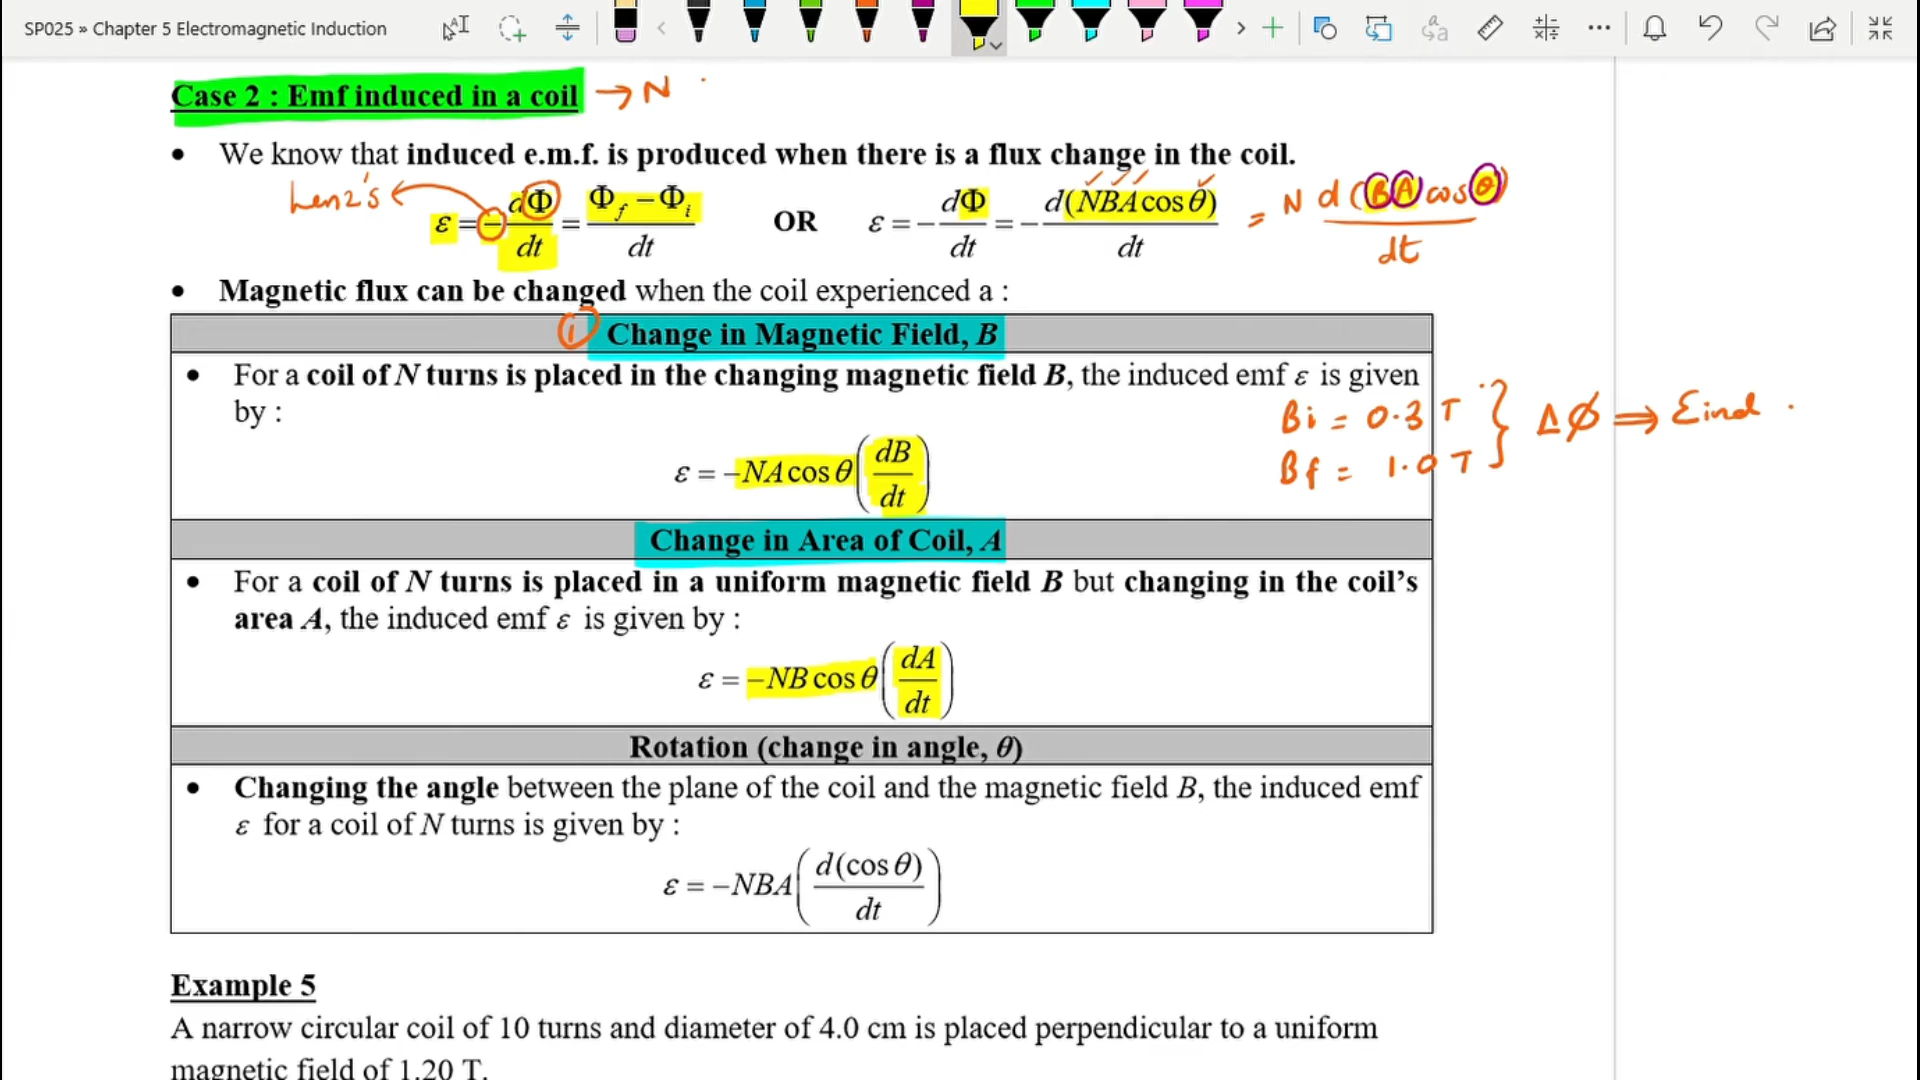 SP025 » Chapter 5 Electromagnetic Induction
Case 2 : Emf induced in a coil → N
• We know that induced e.m.f. is produced when there is a flux change in the coil.
Lenz's
ε = − dΦ/dt = Φf − Φi/dt OR ε = − dΦ/dt = − d(NBA cos θ)/dt = N d(BA cos θ)/dt
• Magnetic flux can be changed when the coil experienced a :
① Change in Magnetic Field, B
• For a coil of N turns is placed in the changing magnetic field B, the induced emf ε is given
by :
Bi = 0.3 T
Bf = 1.0 T } Δϕ ⇒ Eind .
ε = −NA cos θ (dB/dt)
Change in Area of Coil, A
• For a coil of N turns is placed in a uniform magnetic field B but changing in the coil's
area A, the induced emf ε is given by :
ε = −NB cos θ (dA/dt)
Rotation (change in angle, θ)
• Changing the angle between the plane of the coil and the magnetic field B, the induced emf
ε for a coil of N turns is given by :
ε = −NBA (d(cos θ)/dt)
Example 5
A narrow circular coil of 10 turns and diameter of 4.0 cm is placed perpendicular to a uniform
magnetic field of 1.20 T.